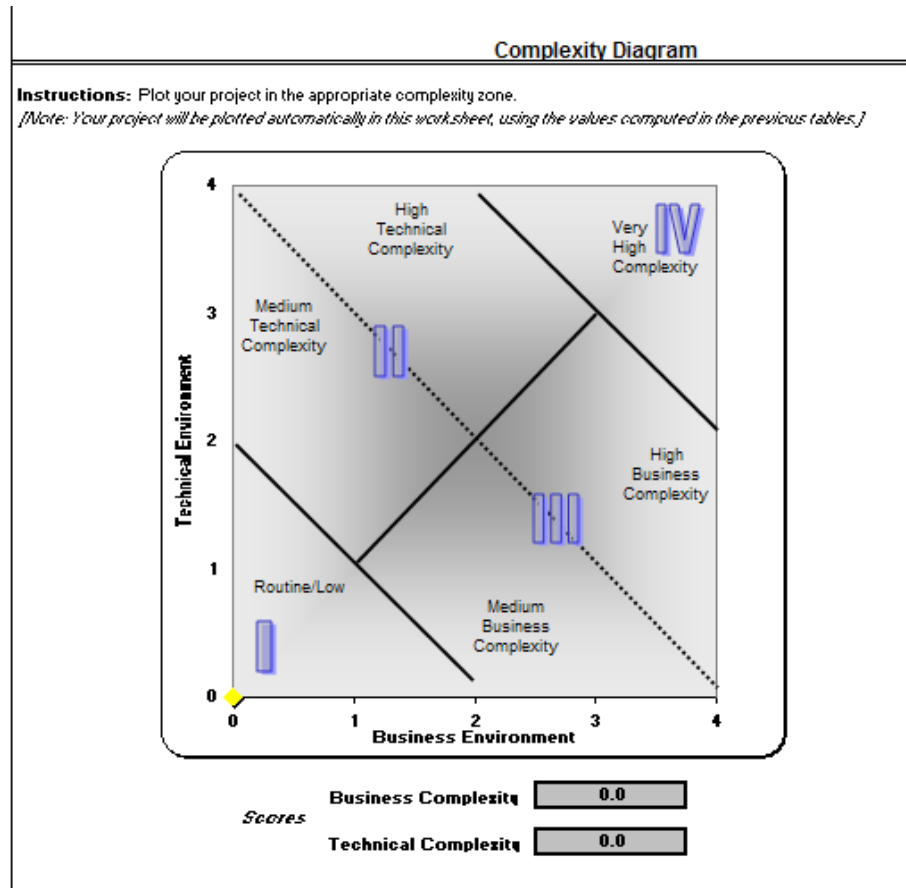 Complexity Diagram
Instructions: Plot your project in the appropriate complexity zone.
[Note: Your project will be plotted automatically in this worksheet, using the values computed in the previous tables.]
4
High
Technical
Complexity
Very
High
Complexity
IV
3
Medium
Technical
Complexity
II
Technical Environment
2
High
Business
Complexity
III
1
Routine/Low
Medium
Business
Complexity
I
0
0 1 2 3 4
Business Environment
Scores
Business Complexity 0.0
Technical Complexity 0.0